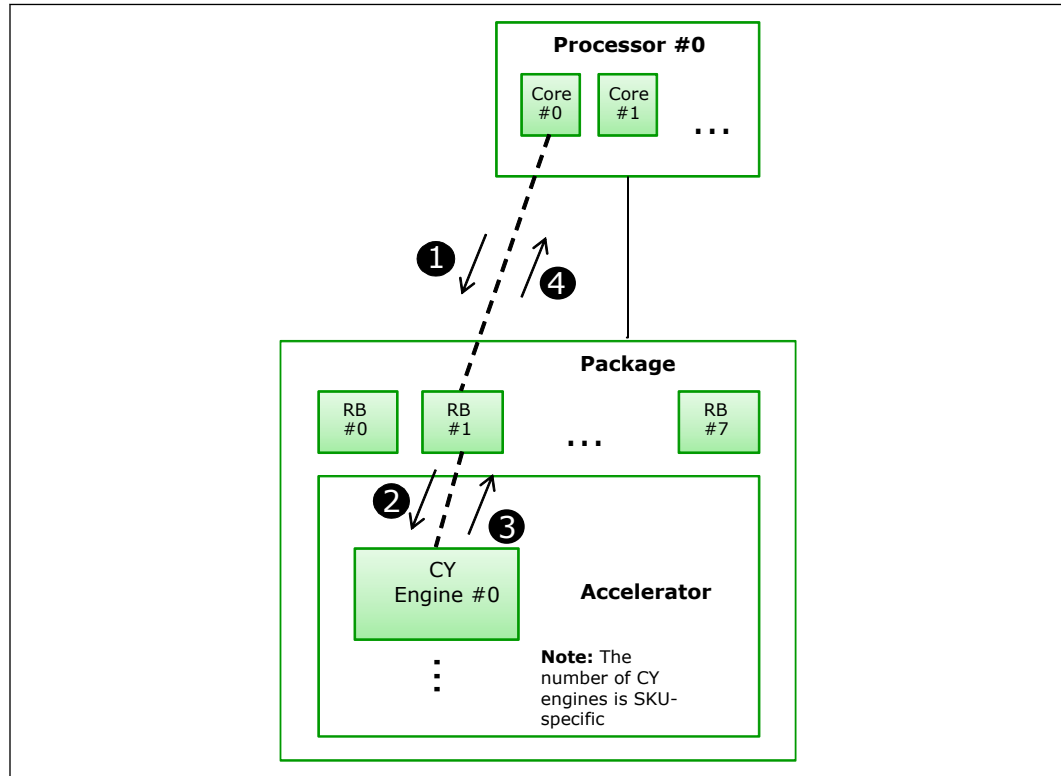 Processor #0
Core
#0
Core
#1
...
1
4
Package
RB
#0
RB
#1
...
RB
#7
2
3
CY
Engine #0
Accelerator
Note: The
number of CY
engines is SKU-
specific